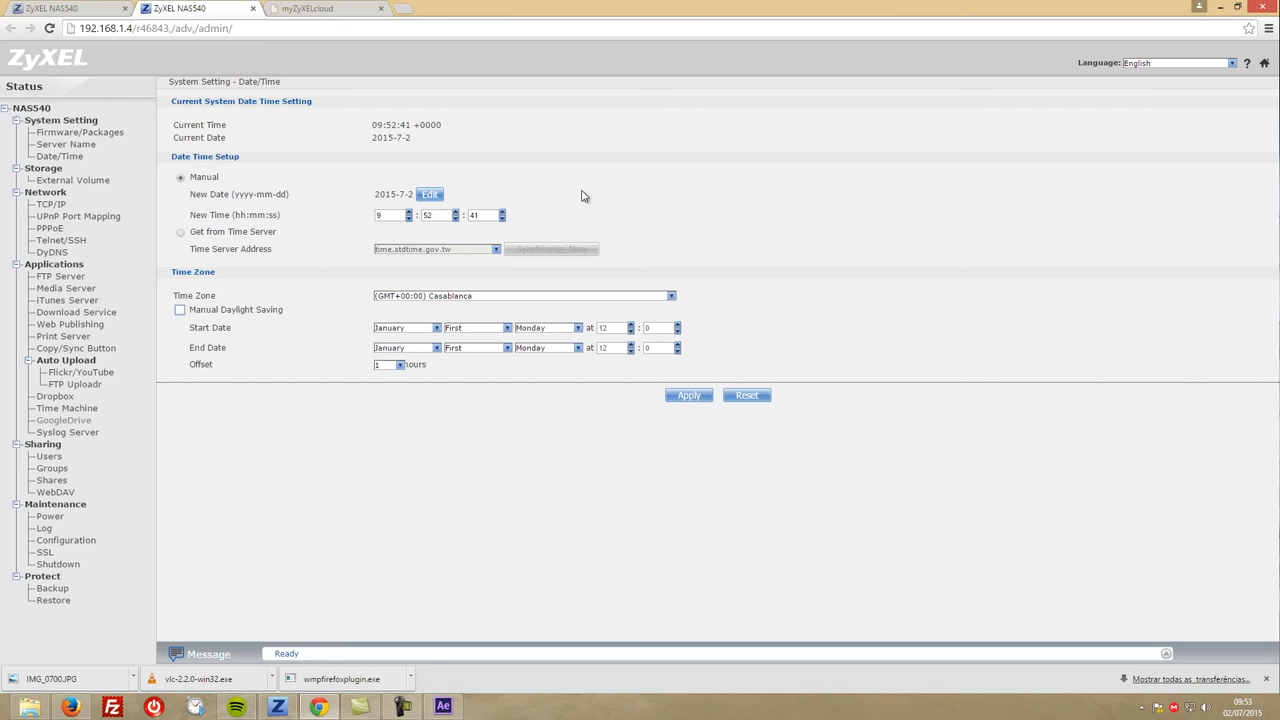 ZyXEL NAS540
ZyXEL NAS540
myZyXELcloud
192.168.1.4/r46843,/adv,/admin/
ZyXEL
Language: English
Status
System Setting - Date/Time
NAS540
System Setting
Firmware/Packages
Server Name
Date/Time
Storage
External Volume
Network
TCP/IP
UPnP Port Mapping
PPPoE
Telnet/SSH
DyDNS
Applications
FTP Server
Media Server
iTunes Server
Download Service
Web Publishing
Print Server
Copy/Sync Button
Auto Upload
Flickr/YouTube
FTP Uploadr
Dropbox
Time Machine
GoogleDrive
Syslog Server
Sharing
Users
Groups
Shares
WebDAV
Maintenance
Power
Log
Configuration
SSL
Shutdown
Protect
Backup
Restore
Current System Date Time Setting
Current Time 09:52:41 +0000
Current Date 2015-7-2
Date Time Setup
Manual
New Date (yyyy-mm-dd) 2015-7-2 Edit
New Time (hh:mm:ss) 9 : 52 : 41
Get from Time Server
Time Server Address time.stdtime.gov.tw Synchronize Now
Time Zone
Time Zone (GMT+00:00) Casablanca
Manual Daylight Saving
Start Date January First Monday at 12 : 0
End Date January First Monday at 12 : 0
Offset 1 hours
Apply Reset
Message Ready
IMG_0700.JPG vlc-2.2.0-win32.exe wmpfirefoxplugin.exe Mostrar todas as transferências...
09:53
02/07/2015